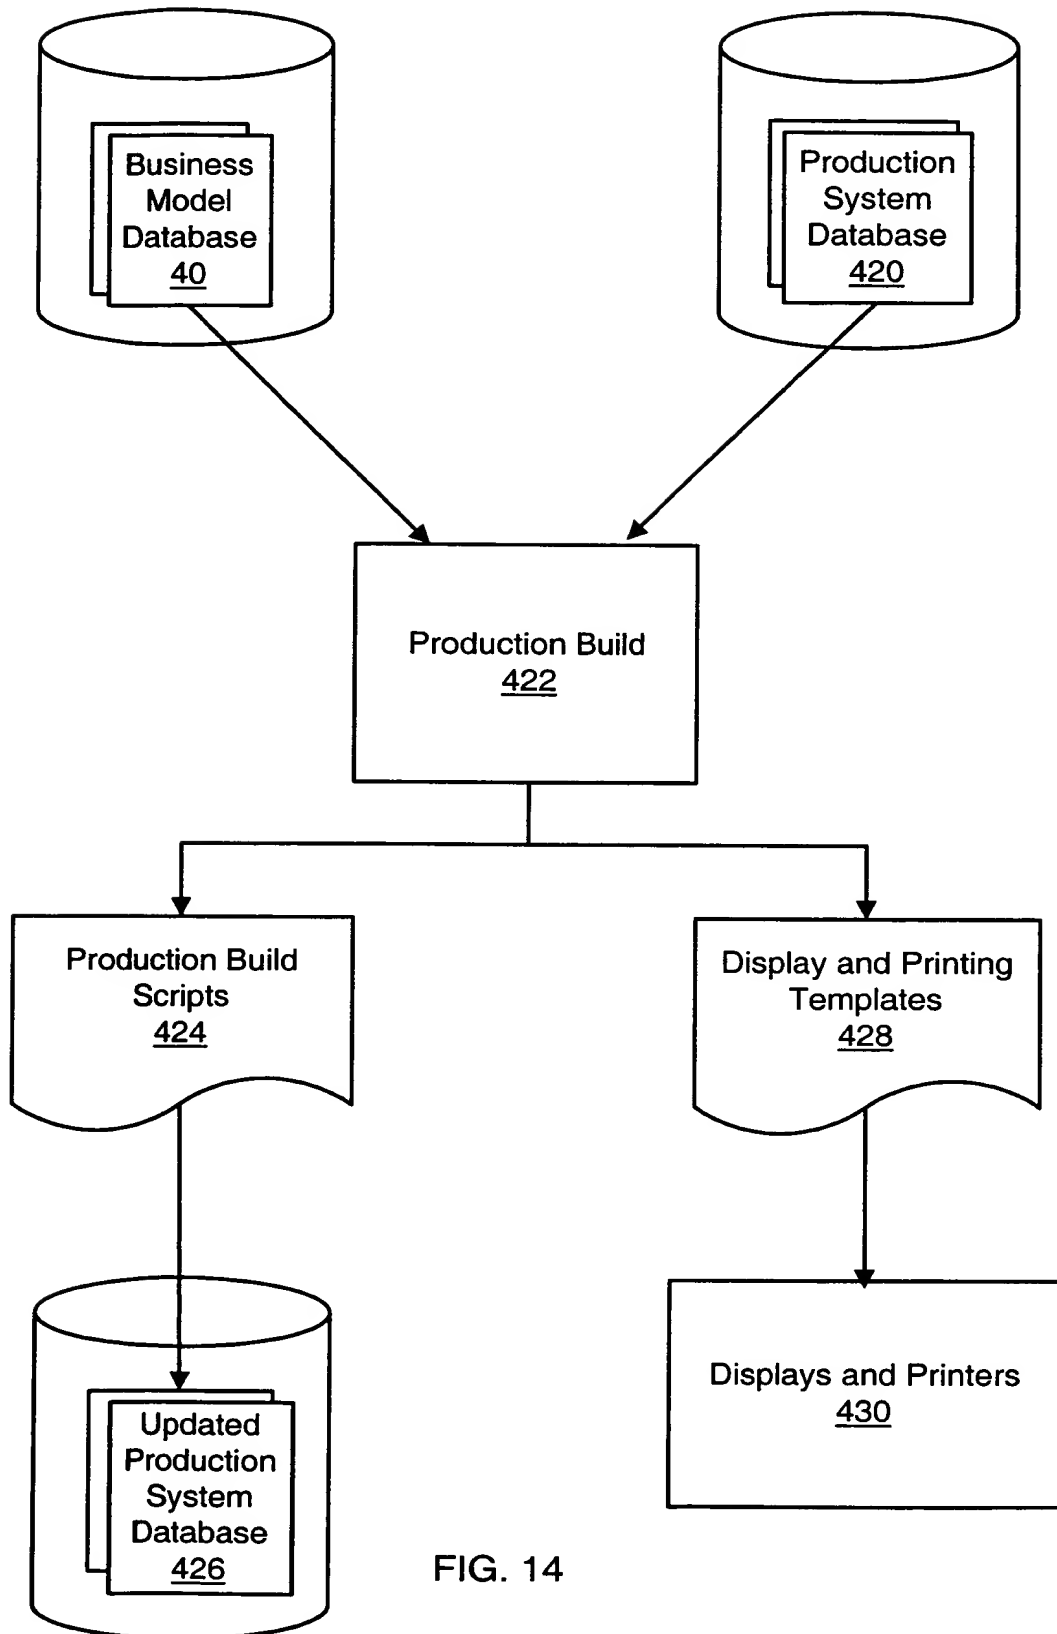 Business
Model
Database
40
Production
System
Database
420
Production Build
422
Production Build
Scripts
424
Display and Printing
Templates
428
Updated
Production
System
Database
426
Displays and Printers
430
FIG. 14